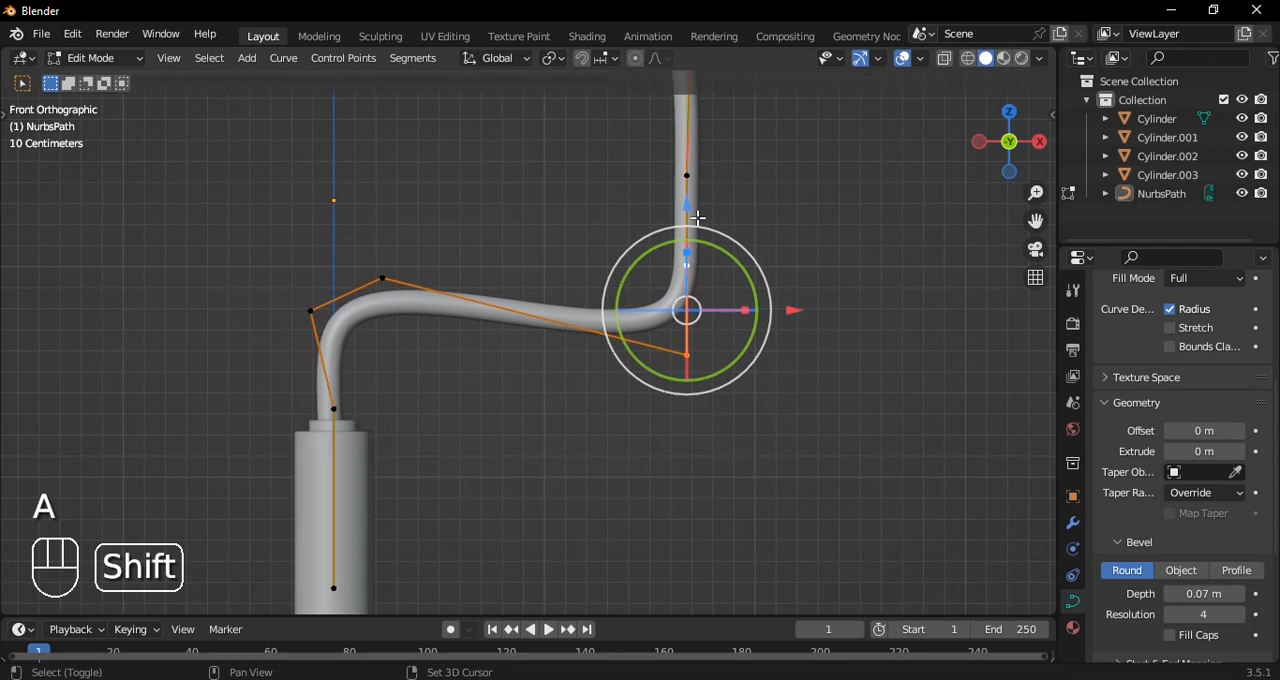 Blender
File Edit Render Window Help Layout Modeling Sculpting UV Editing Texture Paint Shading Animation Rendering Compositing Geometry Noc Scene ViewLayer
Edit Mode View Select Add Curve Control Points Segments Global
Front Orthographic
(1) NurbsPath
10 Centimeters
Z
Y
X
Scene Collection
Collection
Cylinder
Cylinder.001
Cylinder.002
Cylinder.003
NurbsPath
Fill Mode Full
Curve De... Radius
Stretch
Bounds Cla...
Texture Space
Geometry
Offset 0 m
Extrude 0 m
Taper Ob...
Taper Ra... Override
Map Taper
Bevel
Round Object Profile
Depth 0.07 m
Resolution 4
Fill Caps
A
Shift
Playback Keying View Marker 1 Start 1 End 250
1 20 40 60 80 100 120 140 160 180 200 220 240
Select (Toggle) Pan View Set 3D Cursor 3.5.1